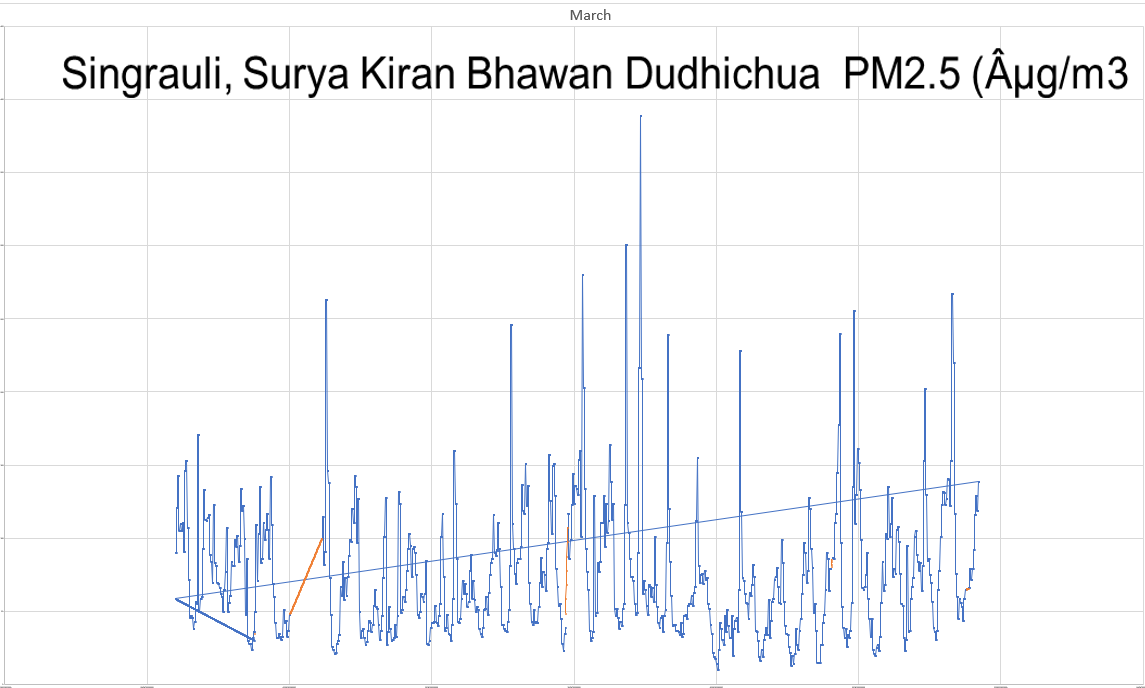 March
Singrauli, Surya Kiran Bhawan Dudhichua  PM2.5 (Âµg/m3